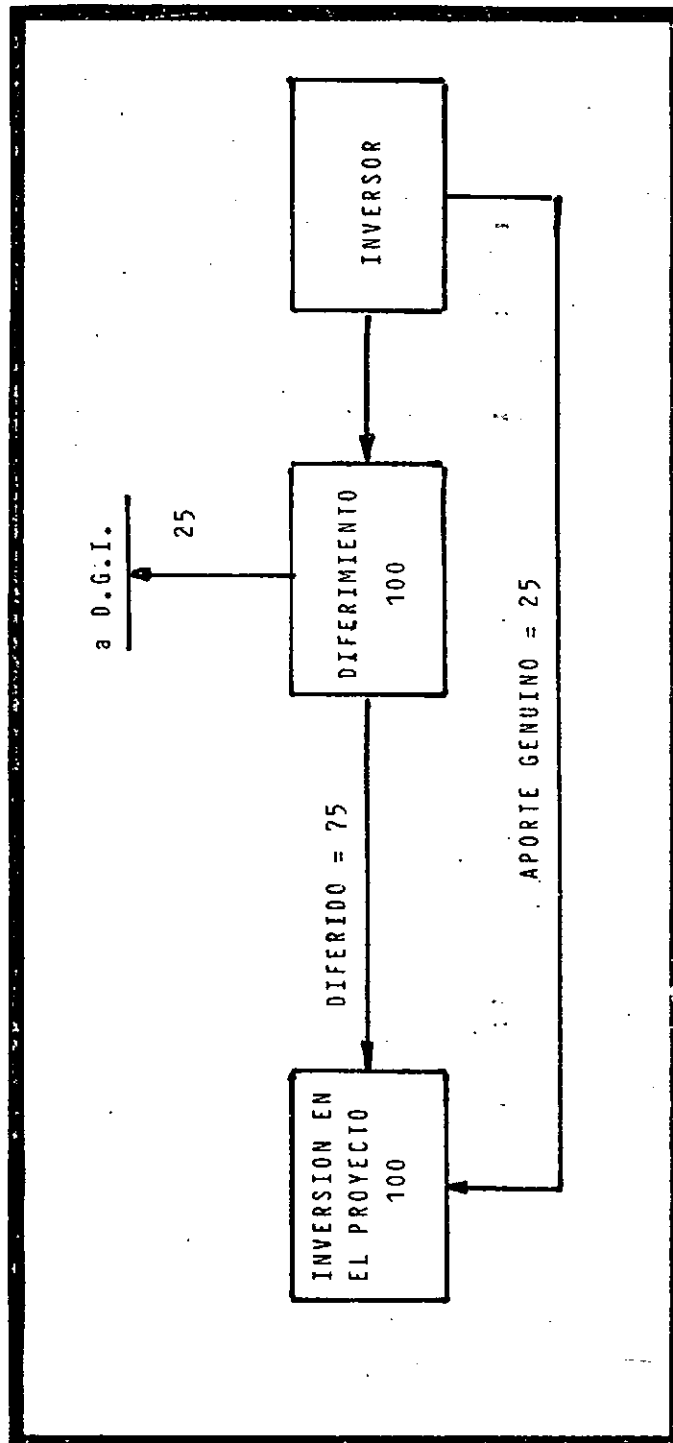 a D.G.I.
25
INVERSION EN
EL PROYECTO
100
DIFERIDO = 75
DIFERIMIENTO
100
INVERSOR
APORTE GENUINO = 25